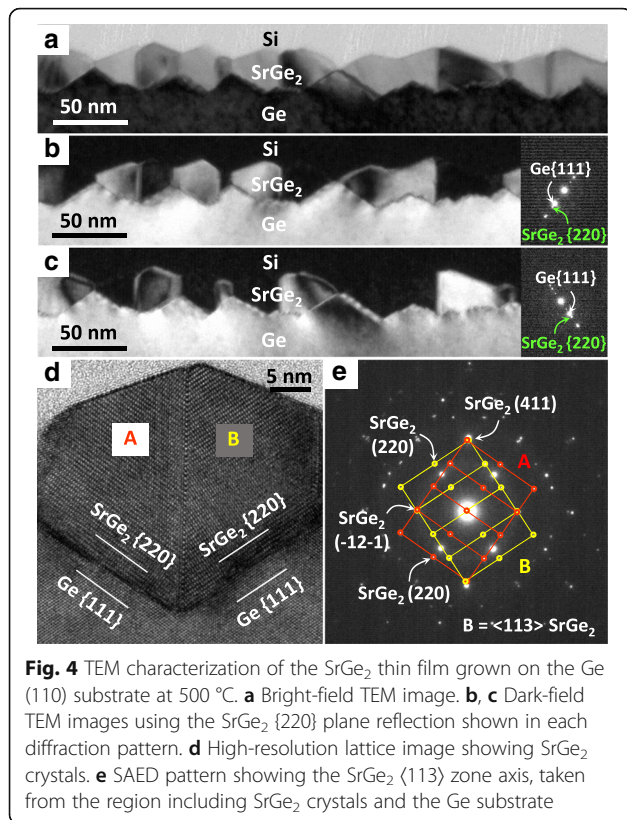 a
Si
SrGe₂
50 nm
Ge
b
Si
SrGe₂
50 nm
Ge
Ge{111}
SrGe₂ {220}
c
Si
SrGe₂
50 nm
Ge
Ge{111}
SrGe₂ {220}
d
5 nm
A
B
SrGe₂ {220}
SrGe₂ {220}
Ge {111}
Ge {111}
e
SrGe₂ (411)
SrGe₂
(220)
A
SrGe₂
(-12-1)
B
SrGe₂ (220)
B = <113> SrGe₂
Fig. 4 TEM characterization of the SrGe₂ thin film grown on the Ge
(110) substrate at 500 °C. a Bright-field TEM image. b, c Dark-field
TEM images using the SrGe₂ {220} plane reflection shown in each
diffraction pattern. d High-resolution lattice image showing SrGe₂
crystals. e SAED pattern showing the SrGe₂ ⟨113⟩ zone axis, taken
from the region including SrGe₂ crystals and the Ge substrate